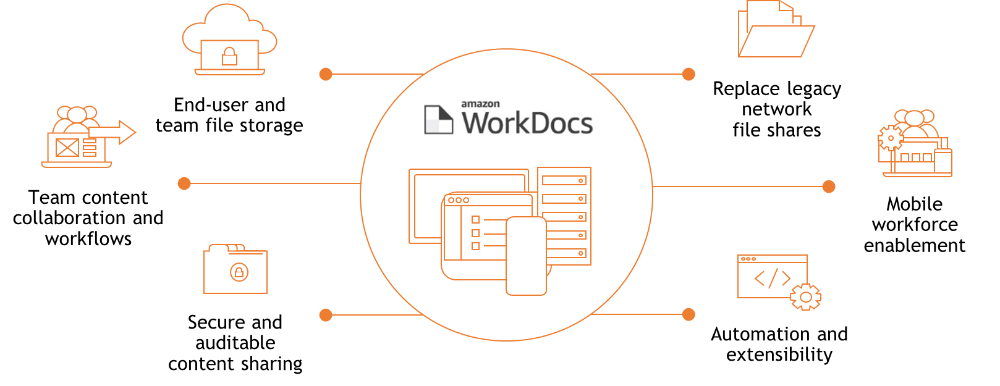 End-user and
team file storage
Team content
collaboration and
workflows
Secure and
auditable
content sharing
amazon
WorkDocs
Replace legacy
network
file shares
Mobile
workforce
enablement
Automation and
extensibility